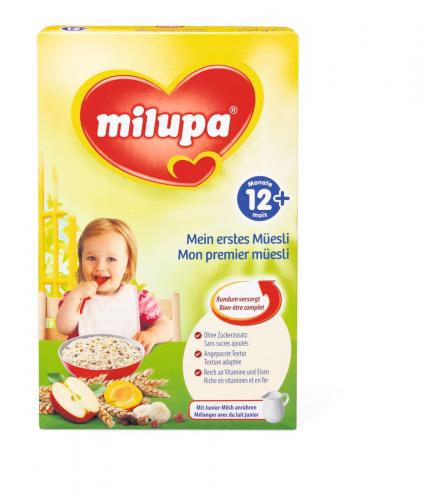 milupa®
Monate
12+
mois
Mein erstes Müesli
Mon premier müesli
Rundum versorgt
Bien-être complet
Ohne Zuckerzusatz
Sans sucres ajoutés
Angepasste Textur
Texture adaptée
Reich an Vitamine und Eisen
Riche en vitamines et en fer
Mit Junior-Milch anrühren
Mélanger avec du lait junior